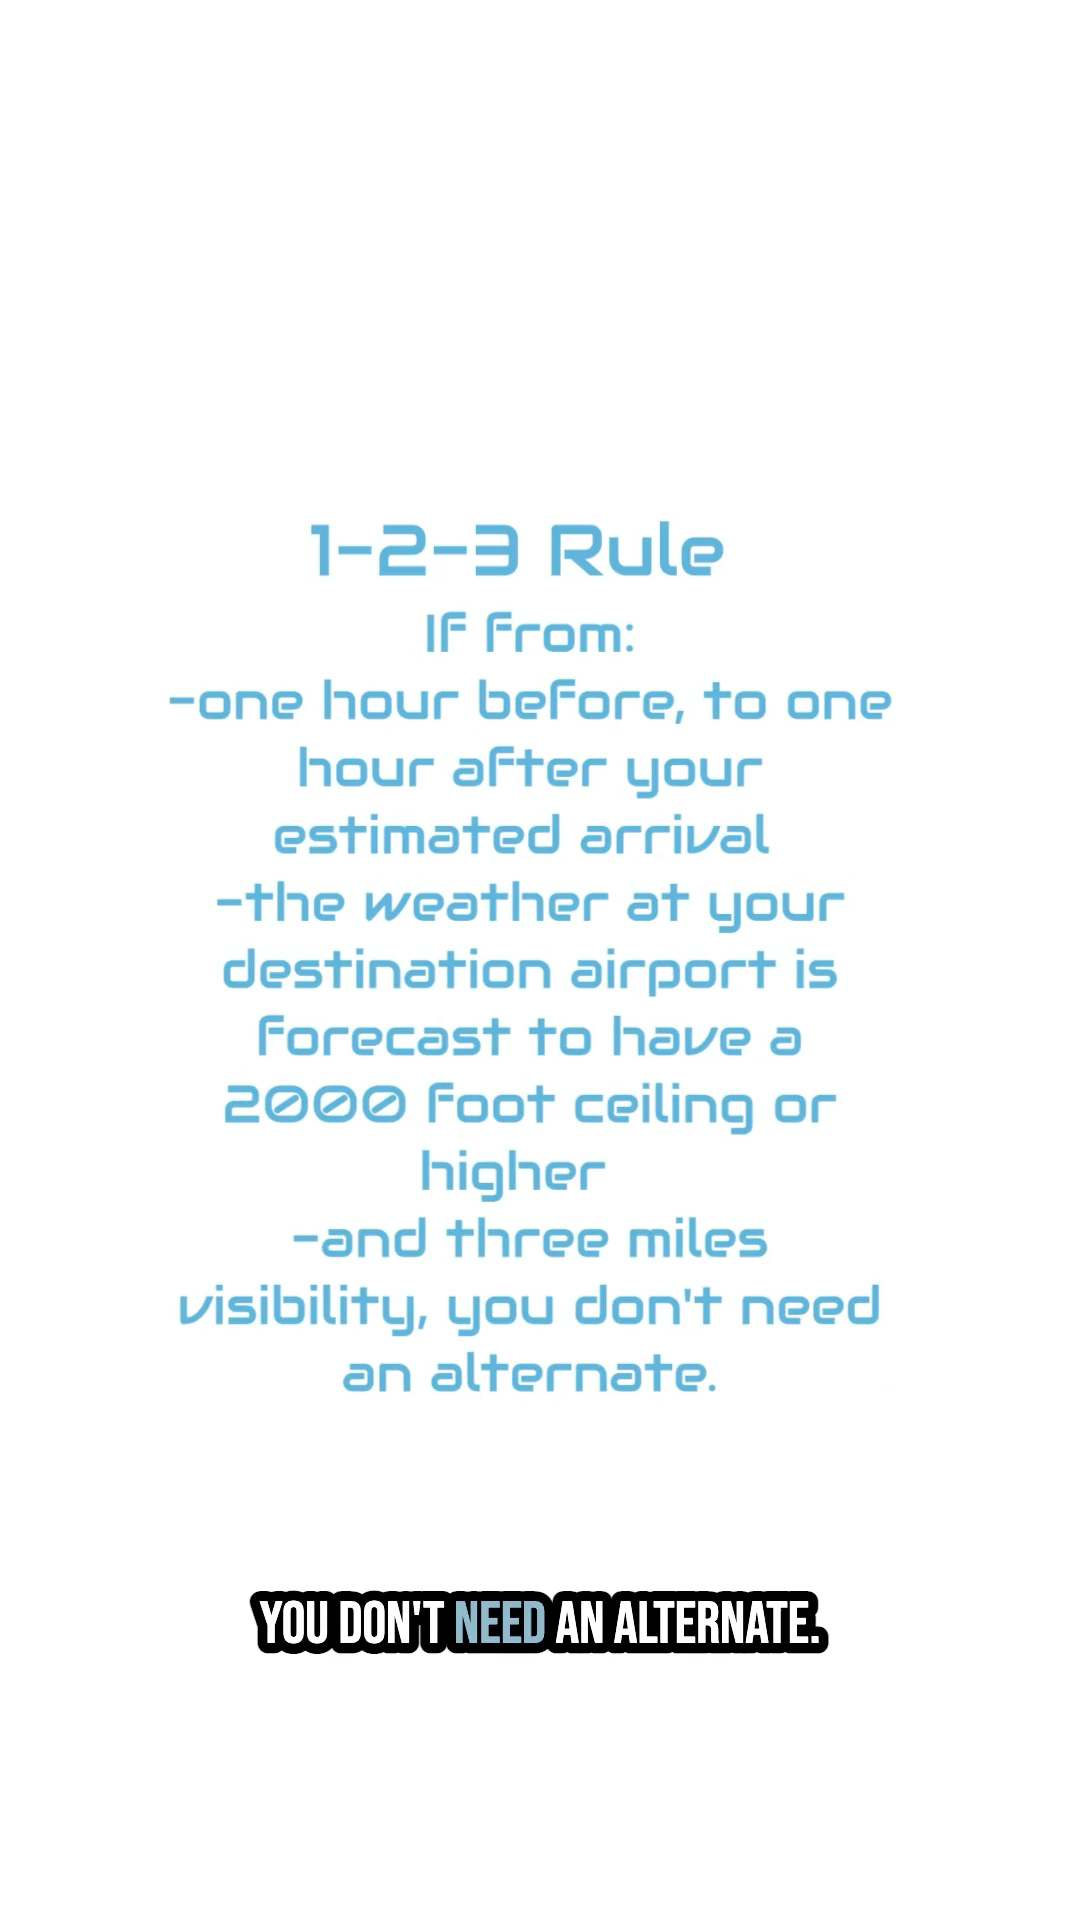 1-2-3 Rule
If from:
-one hour before, to one
hour after your
estimated arrival
-the weather at your
destination airport is
forecast to have a
2000 foot ceiling or
higher
-and three miles
visibility, you don't need
an alternate.
YOU DON'T NEED AN ALTERNATE.